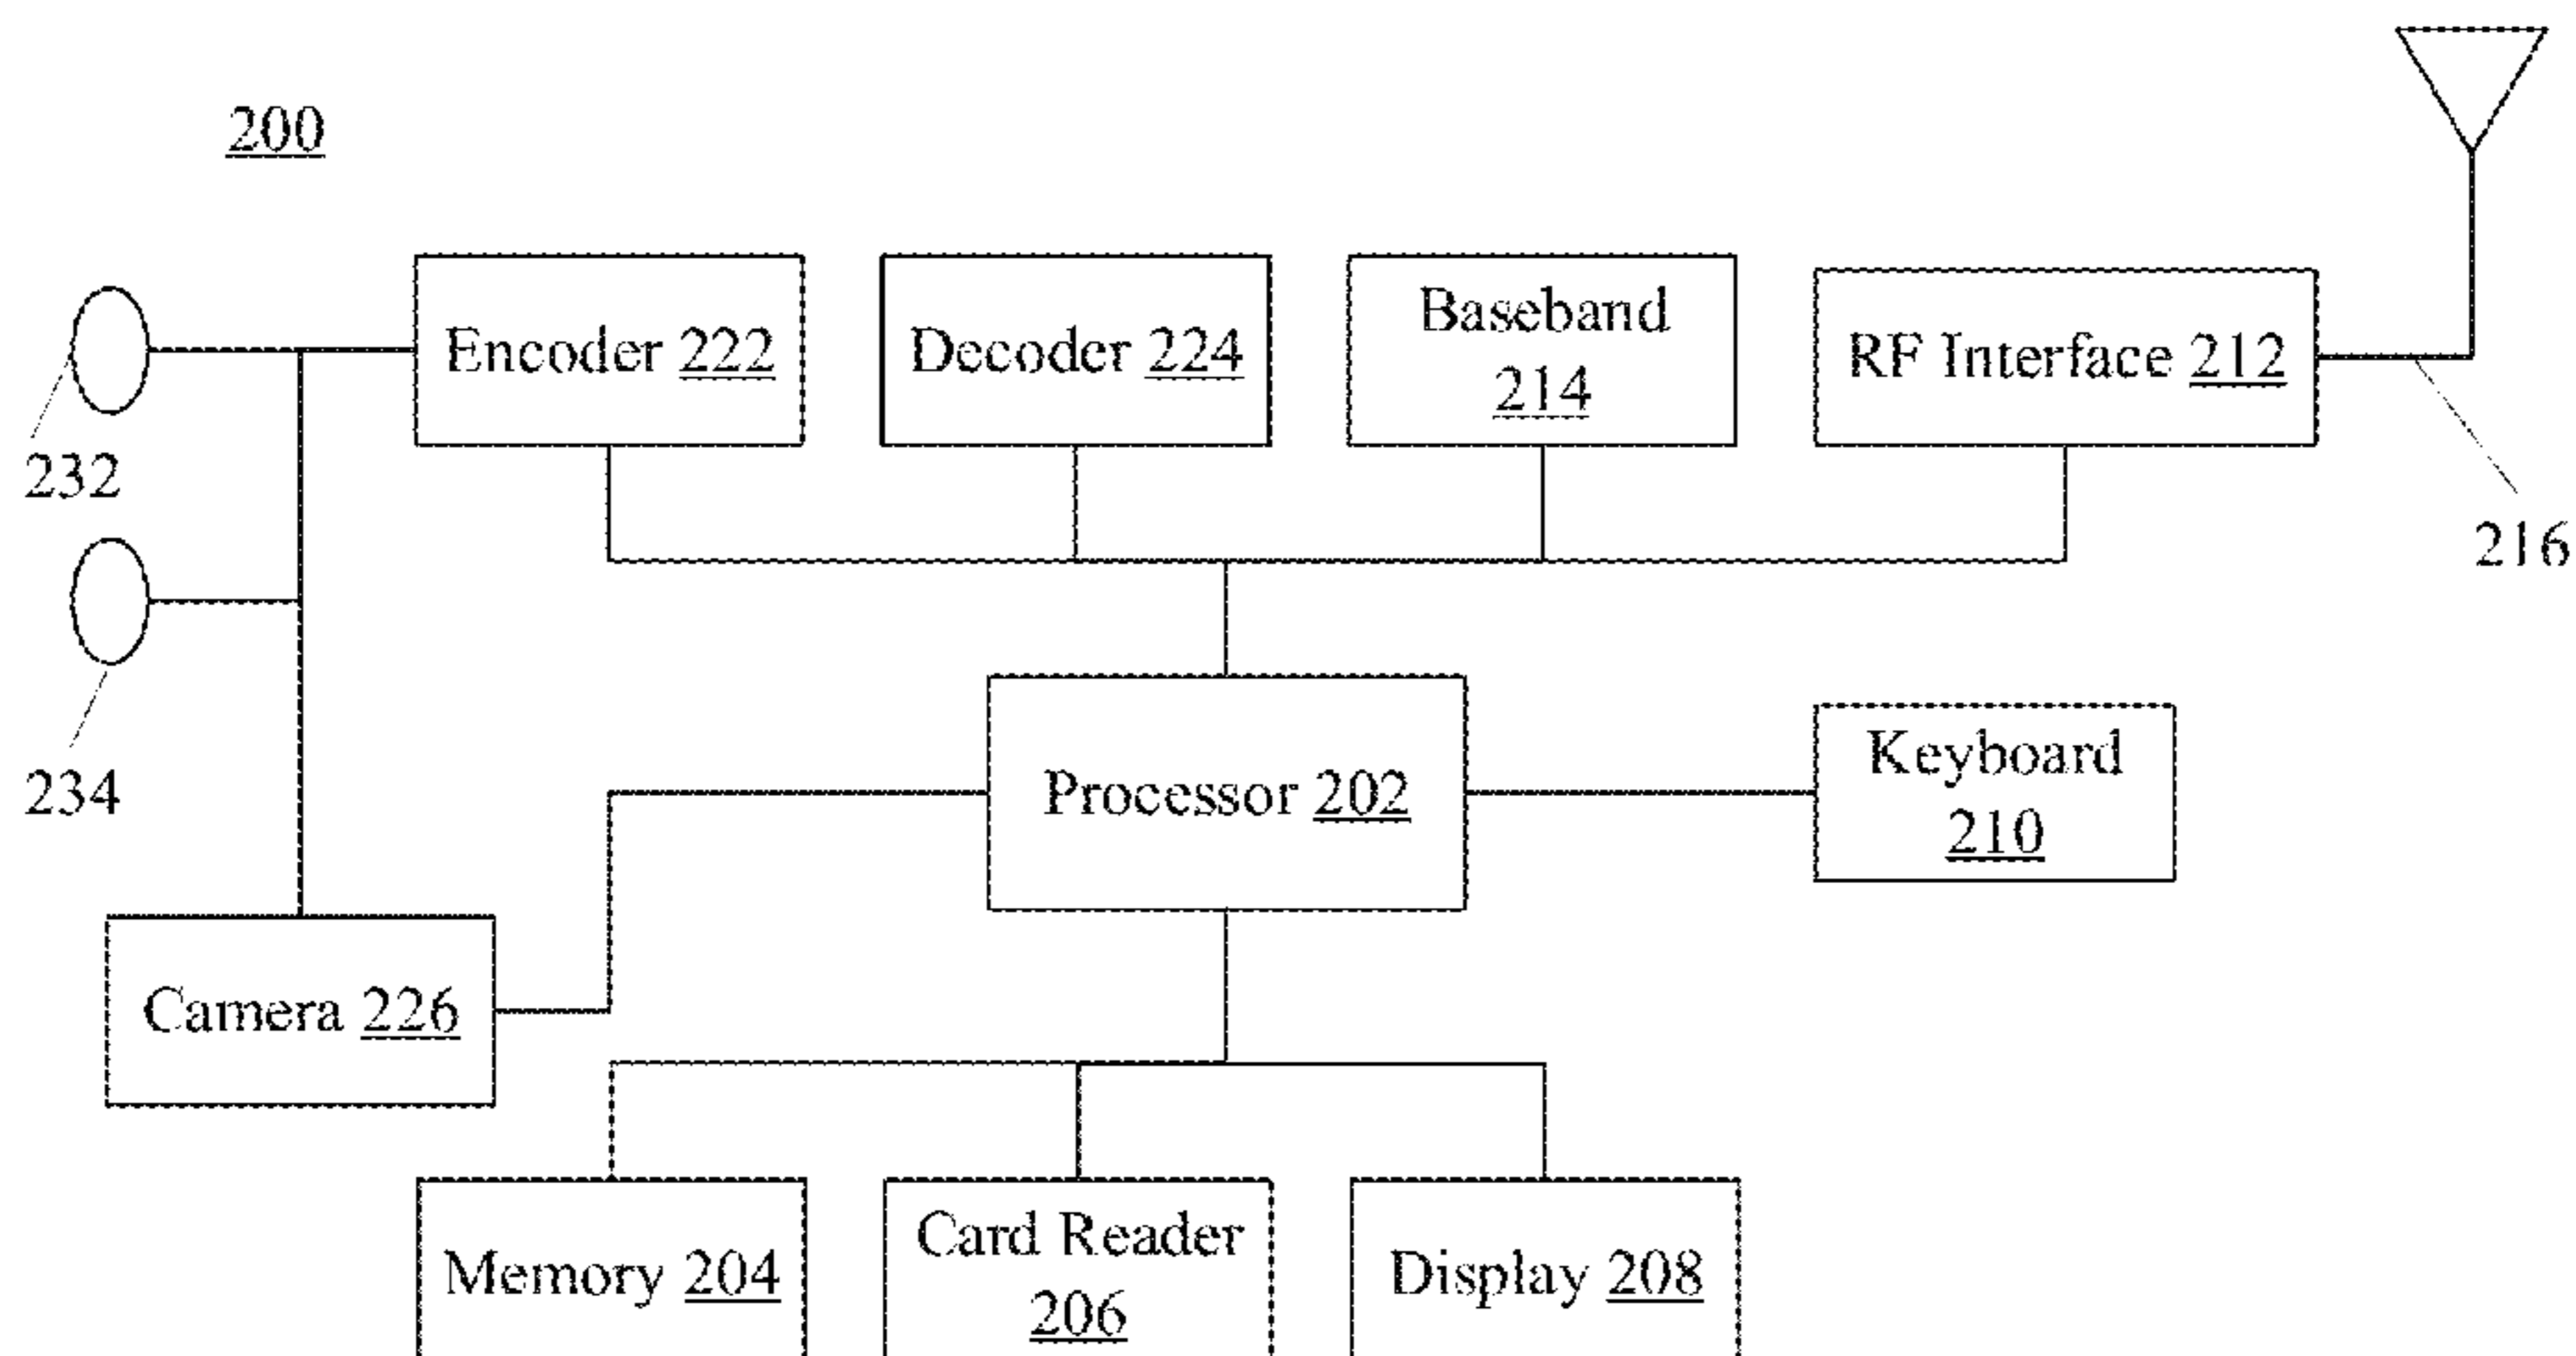 200
Encoder 222
Decoder 224
Baseband
214
RF Interface 212
232
216
234
Processor 202
Keyboard
210
Camera 226
Memory 204
Card Reader
206
Display 208